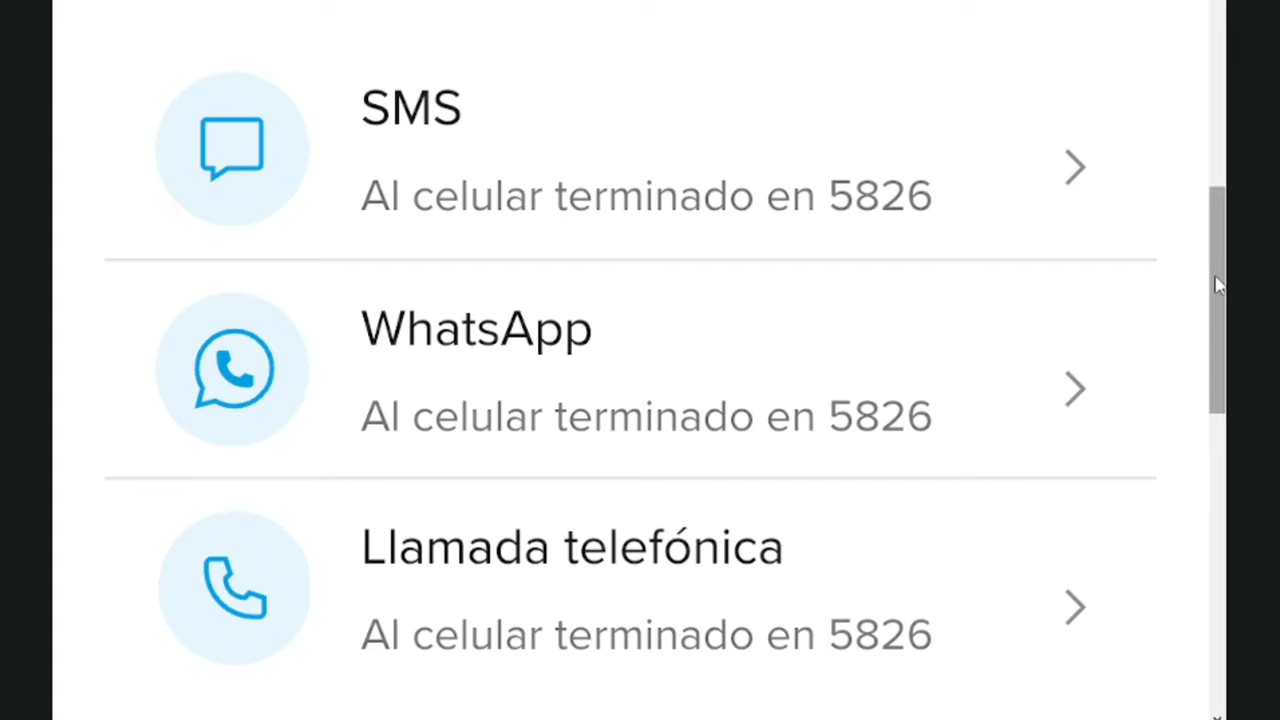 SMS
Al celular terminado en 5826
WhatsApp
Al celular terminado en 5826
Llamada telefónica
Al celular terminado en 5826